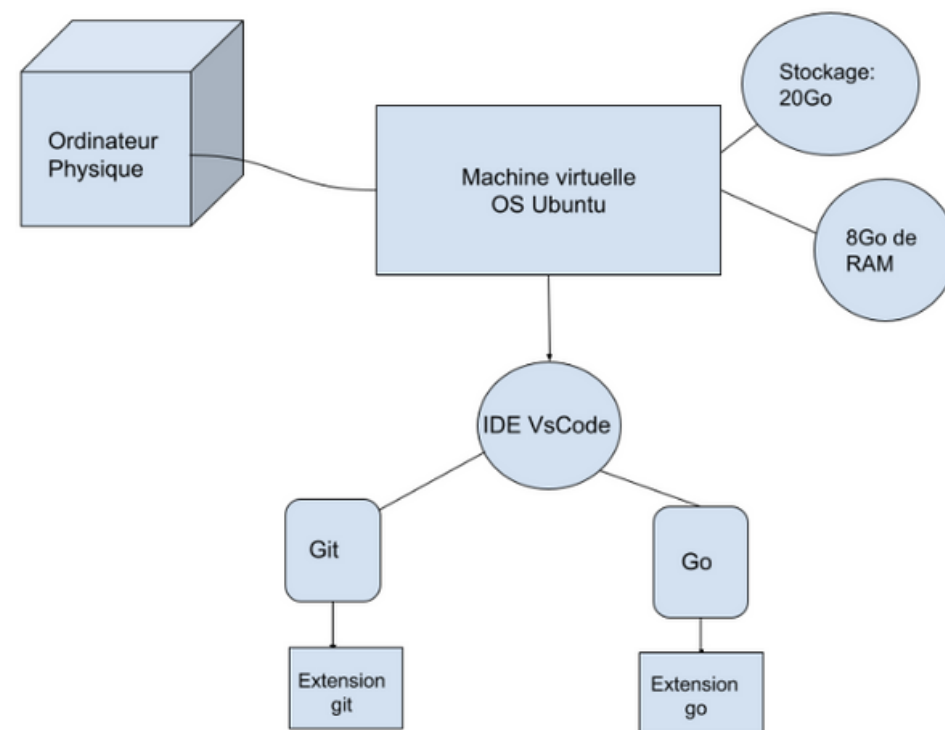 Stockage:
20Go
Ordinateur
Physique
Machine virtuelle
OS Ubuntu
8Go de
RAM
IDE VsCode
Git
Go
Extension
git
Extension
go